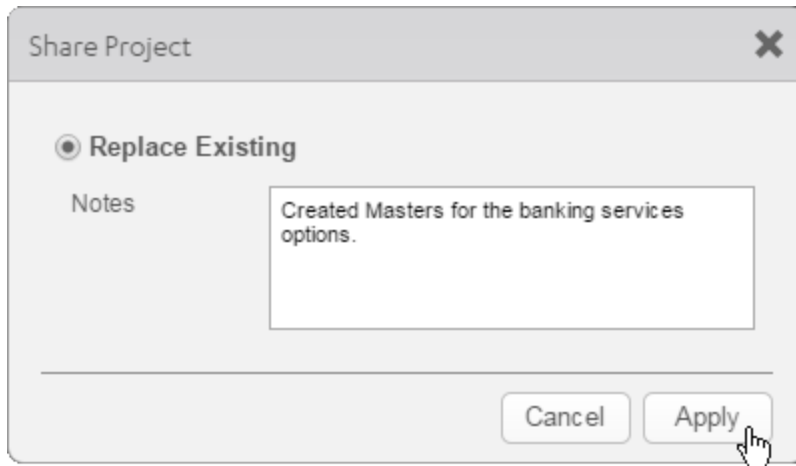 Share Project
Replace Existing
Notes
Created Masters for the banking services
options.
Cancel
Apply